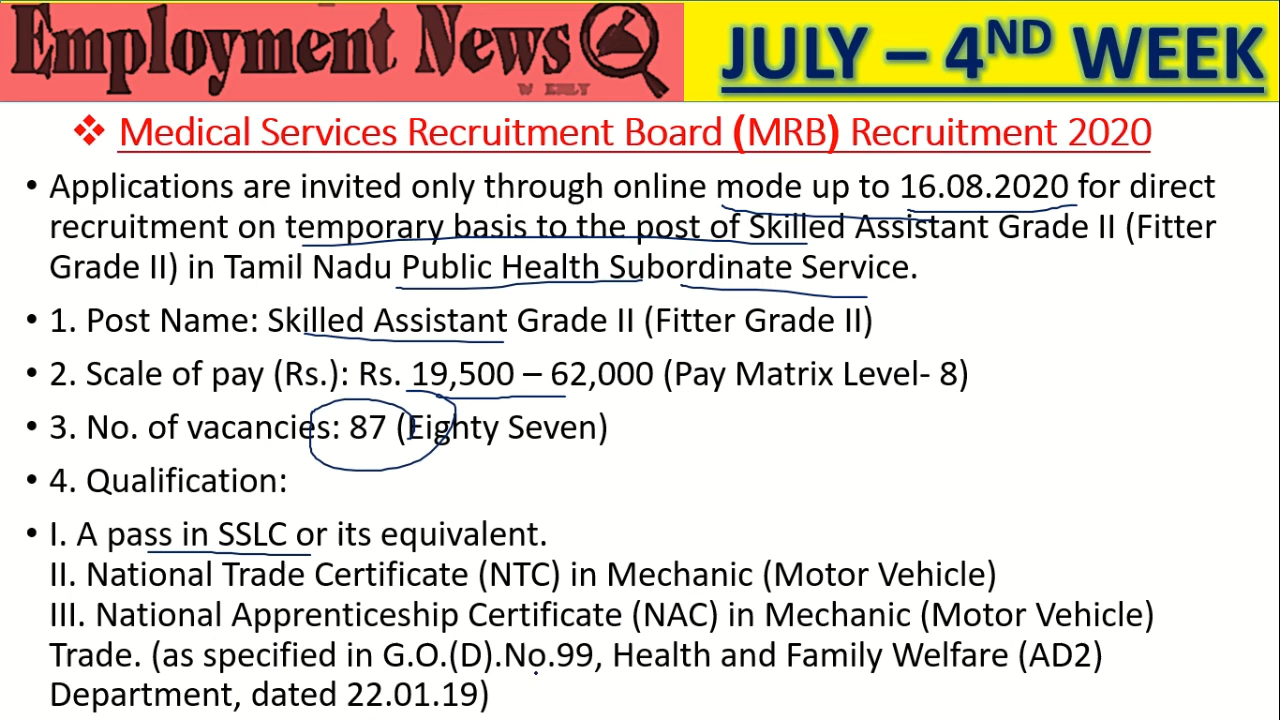 Employment News
JULY – 4ND WEEK
❖ Medical Services Recruitment Board (MRB) Recruitment 2020
• Applications are invited only through online mode up to 16.08.2020 for direct
recruitment on temporary basis to the post of Skilled Assistant Grade II (Fitter
Grade II) in Tamil Nadu Public Health Subordinate Service.
• 1. Post Name: Skilled Assistant Grade II (Fitter Grade II)
• 2. Scale of pay (Rs.): Rs. 19,500 – 62,000 (Pay Matrix Level- 8)
• 3. No. of vacancies: 87 (Eighty Seven)
• 4. Qualification:
• I. A pass in SSLC or its equivalent.
II. National Trade Certificate (NTC) in Mechanic (Motor Vehicle)
III. National Apprenticeship Certificate (NAC) in Mechanic (Motor Vehicle)
Trade. (as specified in G.O.(D).No.99, Health and Family Welfare (AD2)
Department, dated 22.01.19)